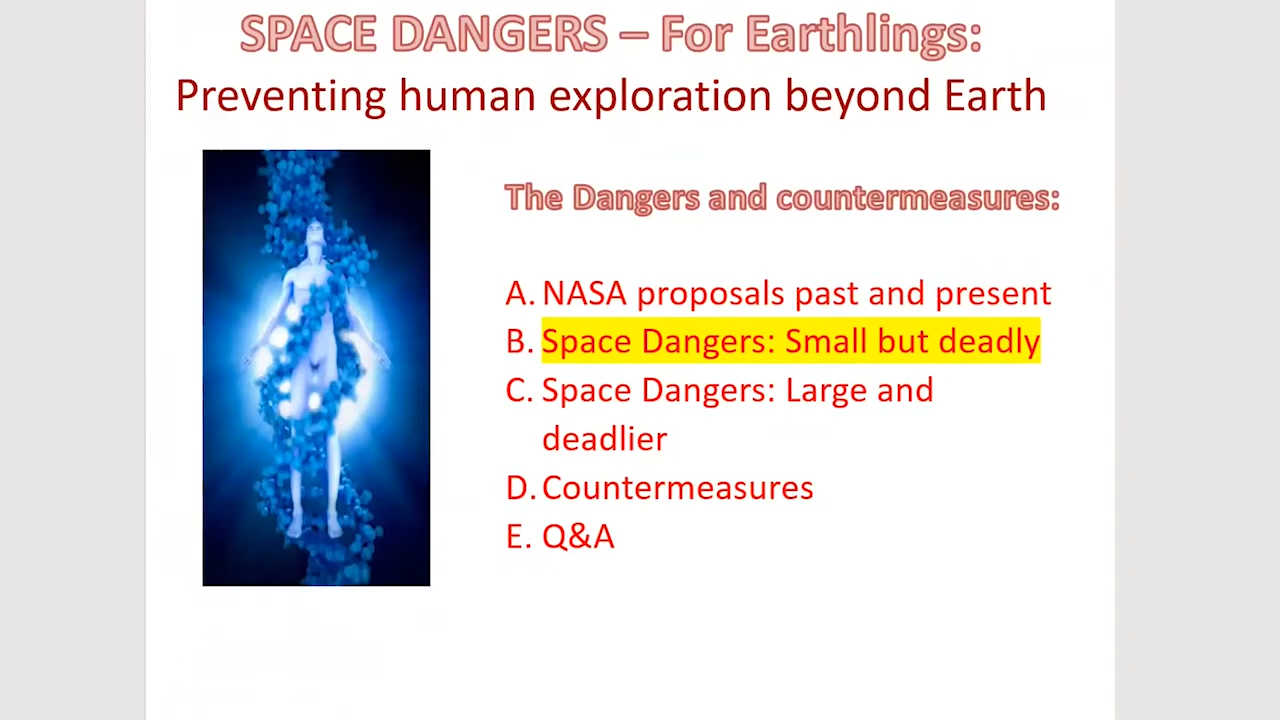 SPACE DANGERS – For Earthlings:
Preventing human exploration beyond Earth
The Dangers and countermeasures:
A. NASA proposals past and present
B. Space Dangers: Small but deadly
C. Space Dangers: Large and
deadlier
D. Countermeasures
E. Q&A